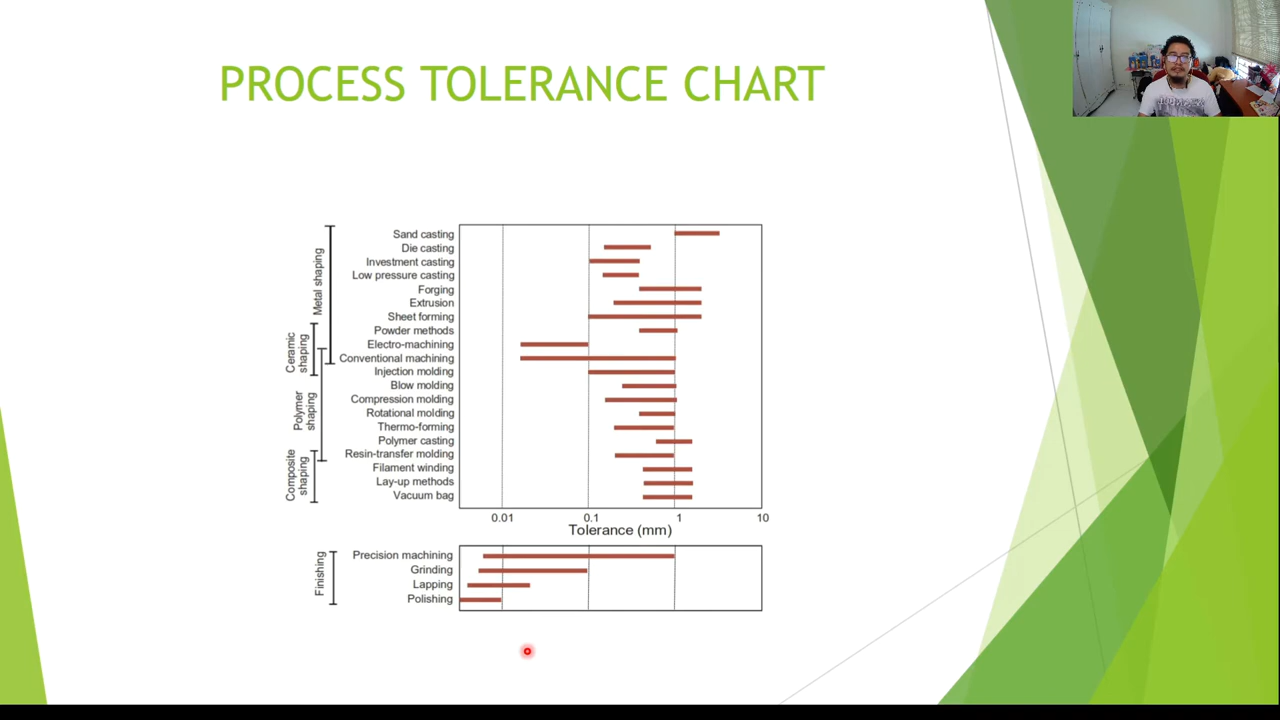 PROCESS TOLERANCE CHART
Metal shaping
Ceramic
shaping
Polymer
shaping
Composite
shaping
Sand casting
Die casting
Investment casting
Low pressure casting
Forging
Extrusion
Sheet forming
Powder methods
Electro-machining
Conventional machining
Injection molding
Blow molding
Compression molding
Rotational molding
Thermo-forming
Polymer casting
Resin-transfer molding
Filament winding
Lay-up methods
Vacuum bag
0.01 0.1 1 10
Tolerance (mm)
Finishing
Precision machining
Grinding
Lapping
Polishing